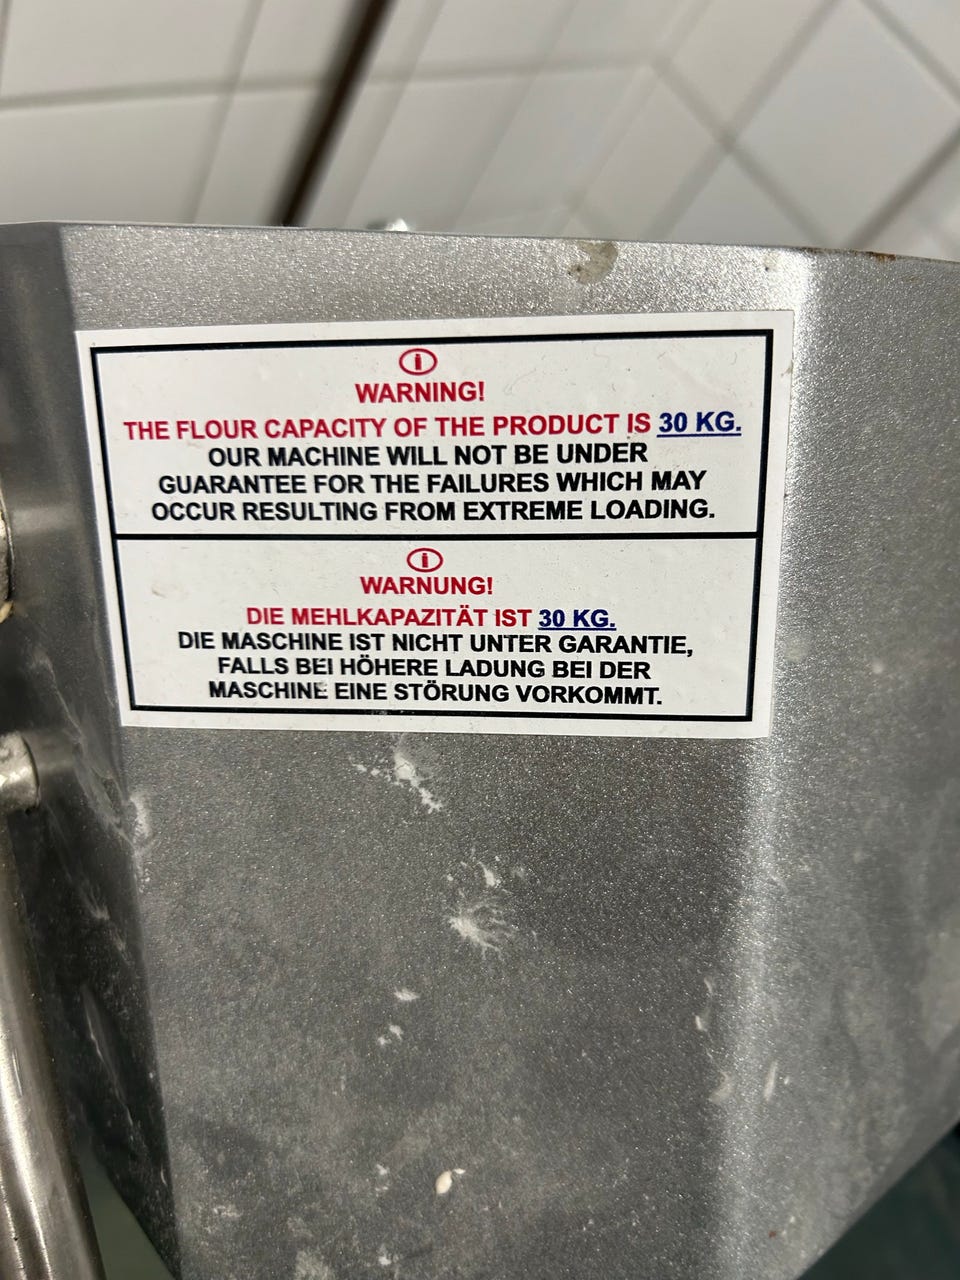 WARNING!
THE FLOUR CAPACITY OF THE PRODUCT IS 30 KG.
OUR MACHINE WILL NOT BE UNDER
GUARANTEE FOR THE FAILURES WHICH MAY
OCCUR RESULTING FROM EXTREME LOADING.
WARNUNG!
DIE MEHLKAPAZITÄT IST 30 KG.
DIE MASCHINE IST NICHT UNTER GARANTIE,
FALLS BEI HÖHERE LADUNG BEI DER
MASCHINE EINE STÖRUNG VORKOMMT.